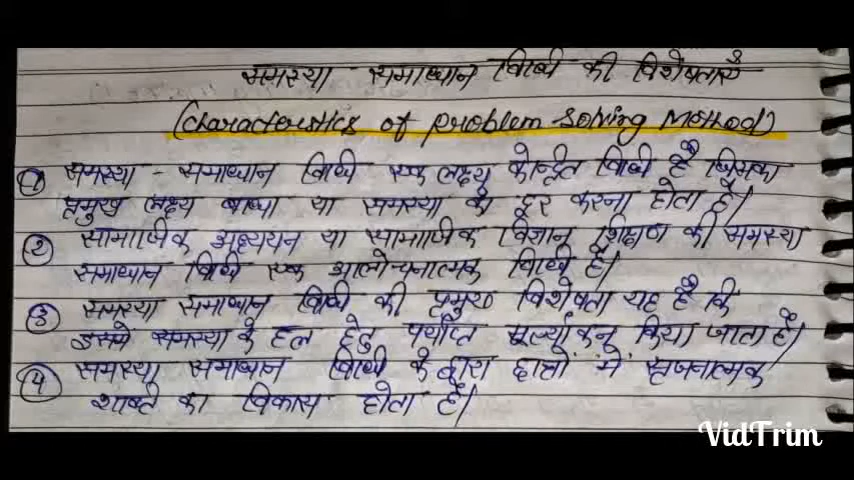 समस्या - समाधान विधि की विशेषताएँ
(Characteristics of problem solving Method)
① समस्या - समाधान विधि एक लक्ष्य केन्द्रित विधि है जिसका
प्रमुख लक्ष्य बाधा या समस्या को दूर करना होता है।
② सामाजिक अध्ययन या सामाजिक विज्ञान शिक्षण की समस्या
समाधान विधि एक आलोचनात्मक विधि है।
③ समस्या समाधान विधि की प्रमुख विशेषता यह है कि
इसमें समस्या के हल हेतु पर्याप्त मूल्यांकन किया जाता है।
④ समस्या समाधान विधि के द्वारा छात्रों में सृजनात्मक
शक्ति का विकास होता है।
VidTrim